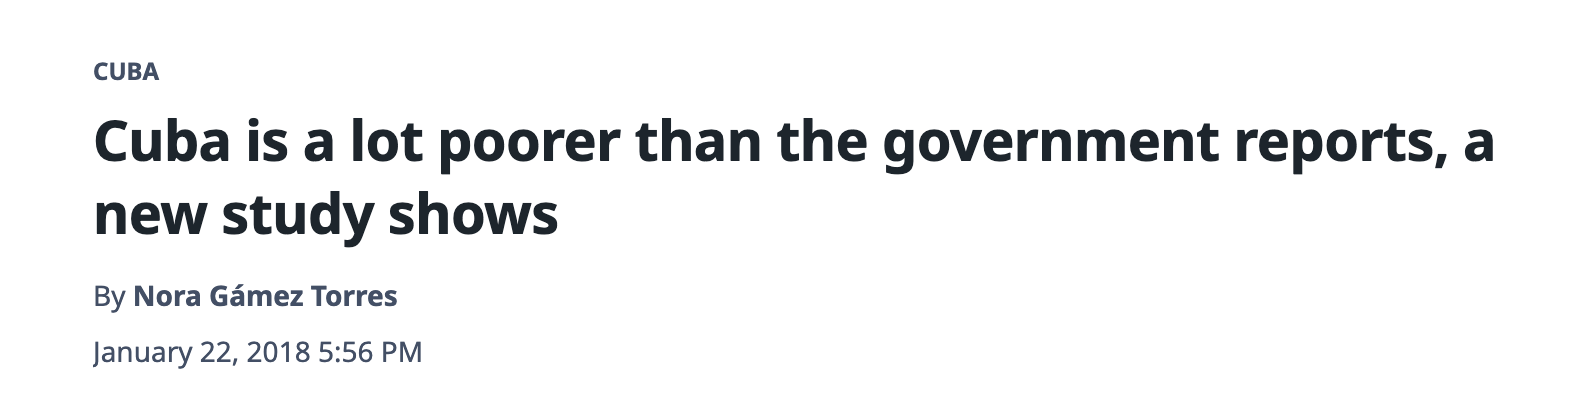 CUBA
Cuba is a lot poorer than the government reports, a
new study shows
By Nora Gámez Torres
January 22, 2018 5:56 PM